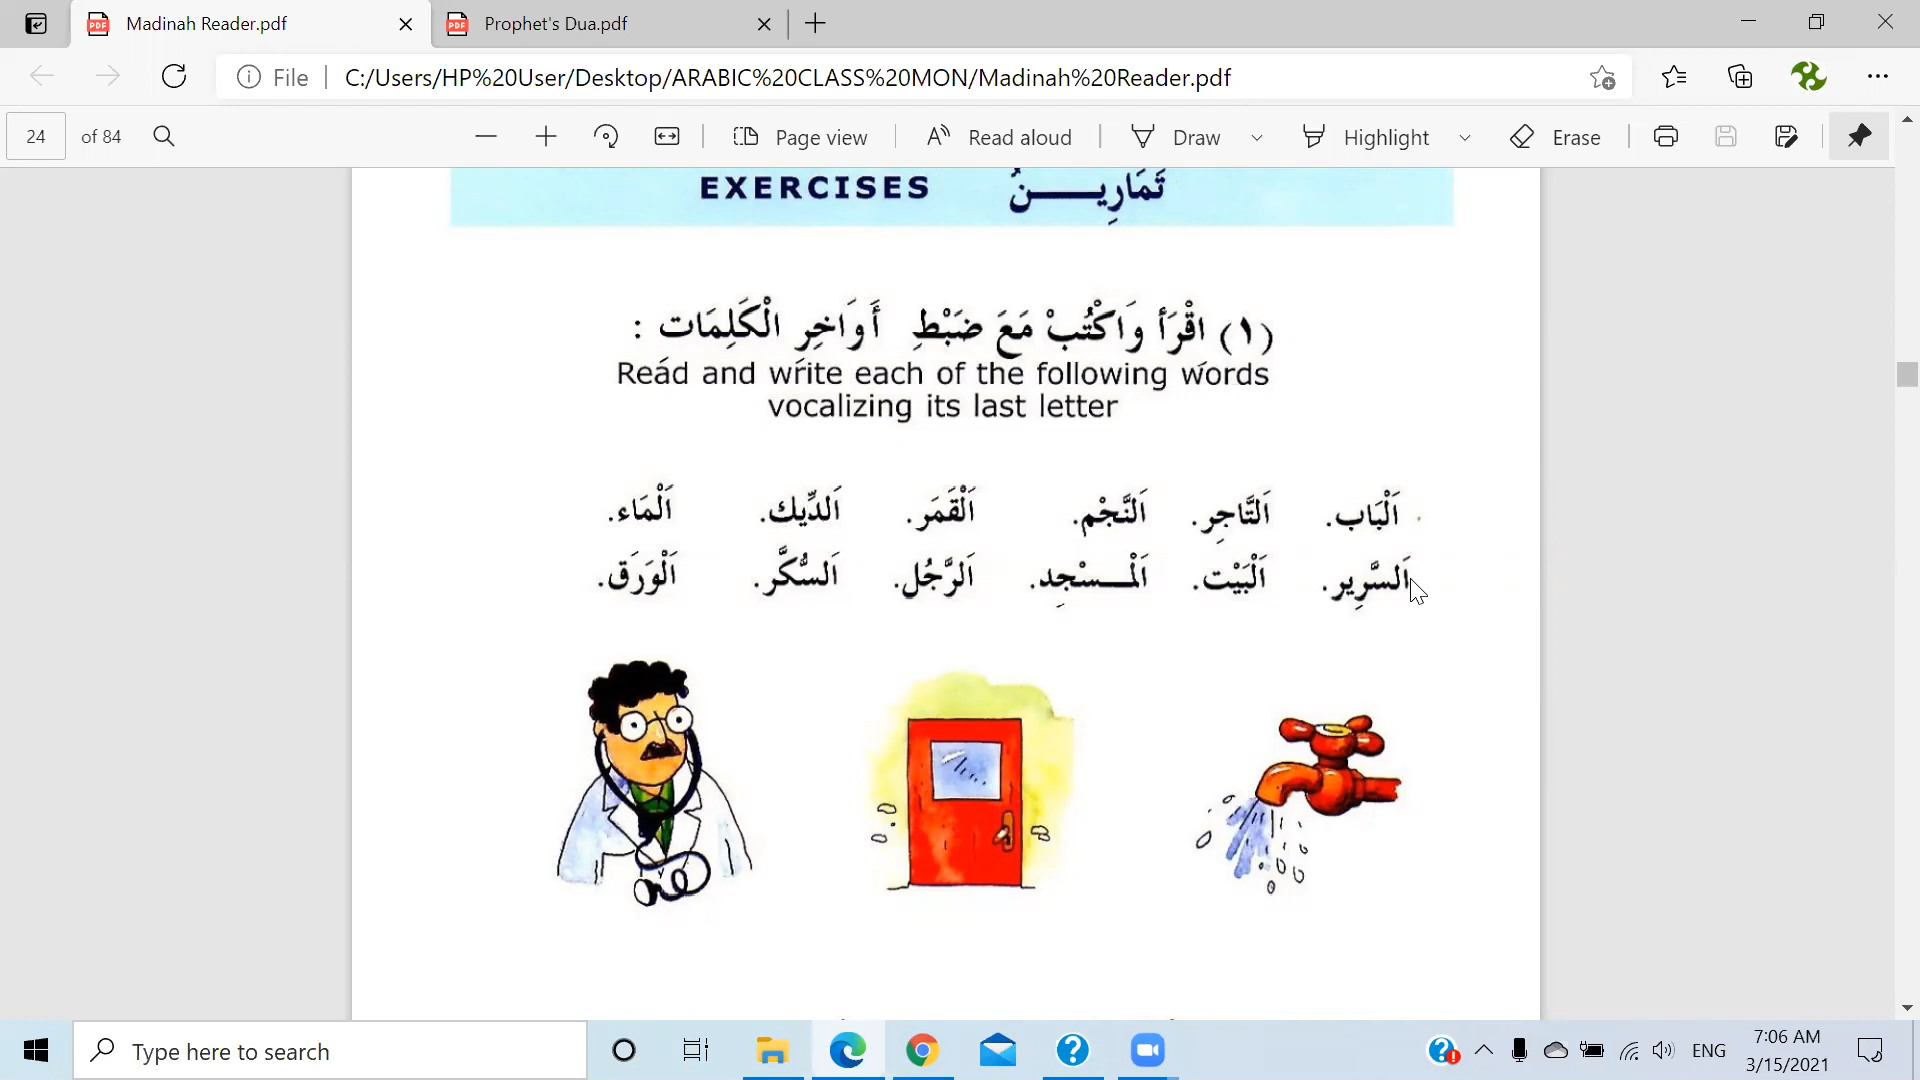 Madinah Reader.pdf
Prophet's Dua.pdf
File
C:/Users/HP%20User/Desktop/ARABIC%20CLASS%20MON/Madinah%20Reader.pdf
24 of 84
Page view
Read aloud
Draw
Highlight
Erase
EXERCISES تَمَارِيـــــنُ
(١) اقْرَأ وَاكْتُبْ مَعَ ضَبْطِ أَوَاخِرِ الْكَلِمَات :
Read and write each of the following words
vocalizing its last letter
اَلْبَاب. اَلتَّاجِر. اَلنَّجْم. اَلْقَمَر. اَلدِّيك. اَلْمَاء.
اَلسَّرِير. اَلْبَيْت. اَلْمـــسْجِد. اَلرَّجُل. اَلسُّكَّر. اَلْوَرَق.
Type here to search
ENG
7:06 AM
3/15/2021